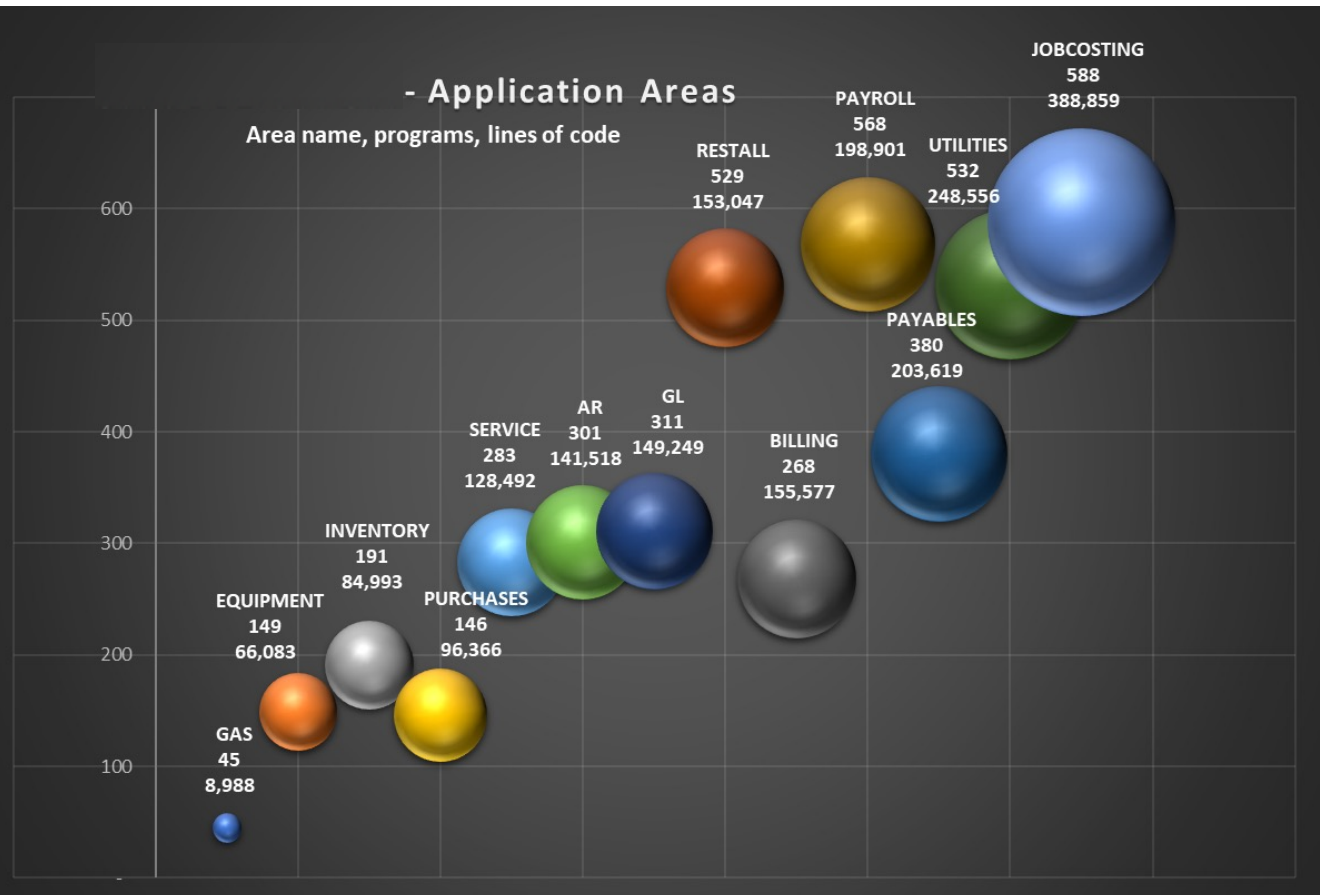 - Application Areas
Area name, programs, lines of code
JOBCOSTING
588
388,859
PAYROLL
568
198,901
UTILITIES
532
248,556
RESTALL
529
153,047
PAYABLES
380
203,619
GL
311
149,249
AR
301
141,518
SERVICE
283
128,492
BILLING
268
155,577
INVENTORY
191
84,993
PURCHASES
146
96,366
EQUIPMENT
149
66,083
GAS
45
8,988
600
500
400
300
200
100
-